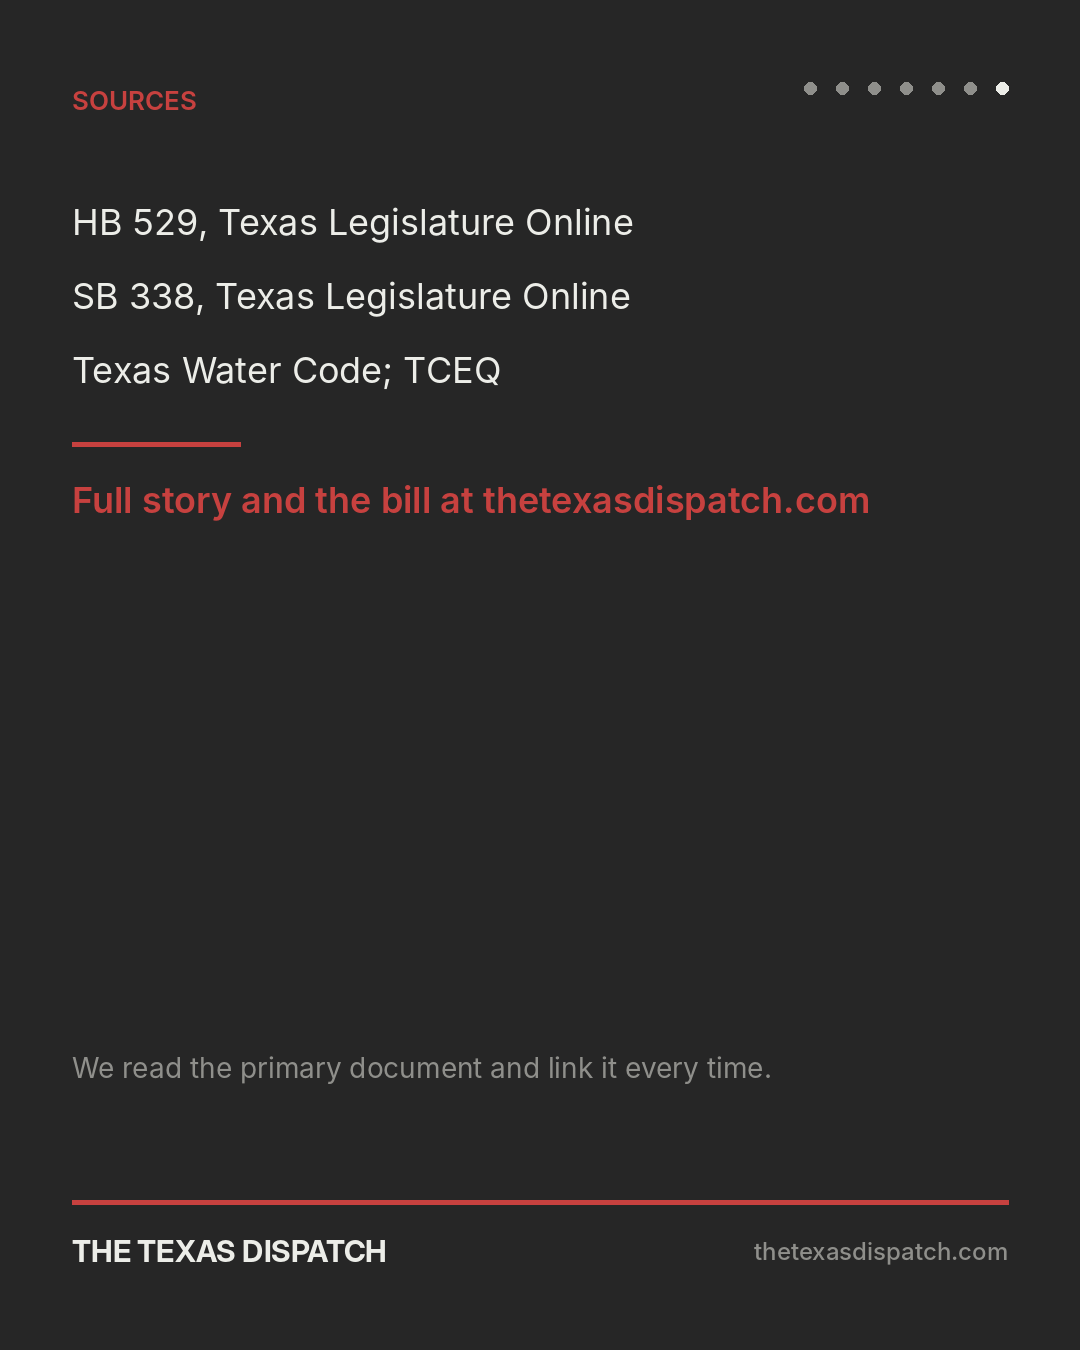 SOURCES
HB 529, Texas Legislature Online
SB 338, Texas Legislature Online
Texas Water Code; TCEQ
Full story and the bill at thetexasdispatch.com
We read the primary document and link it every time.
THE TEXAS DISPATCH
thetexasdispatch.com